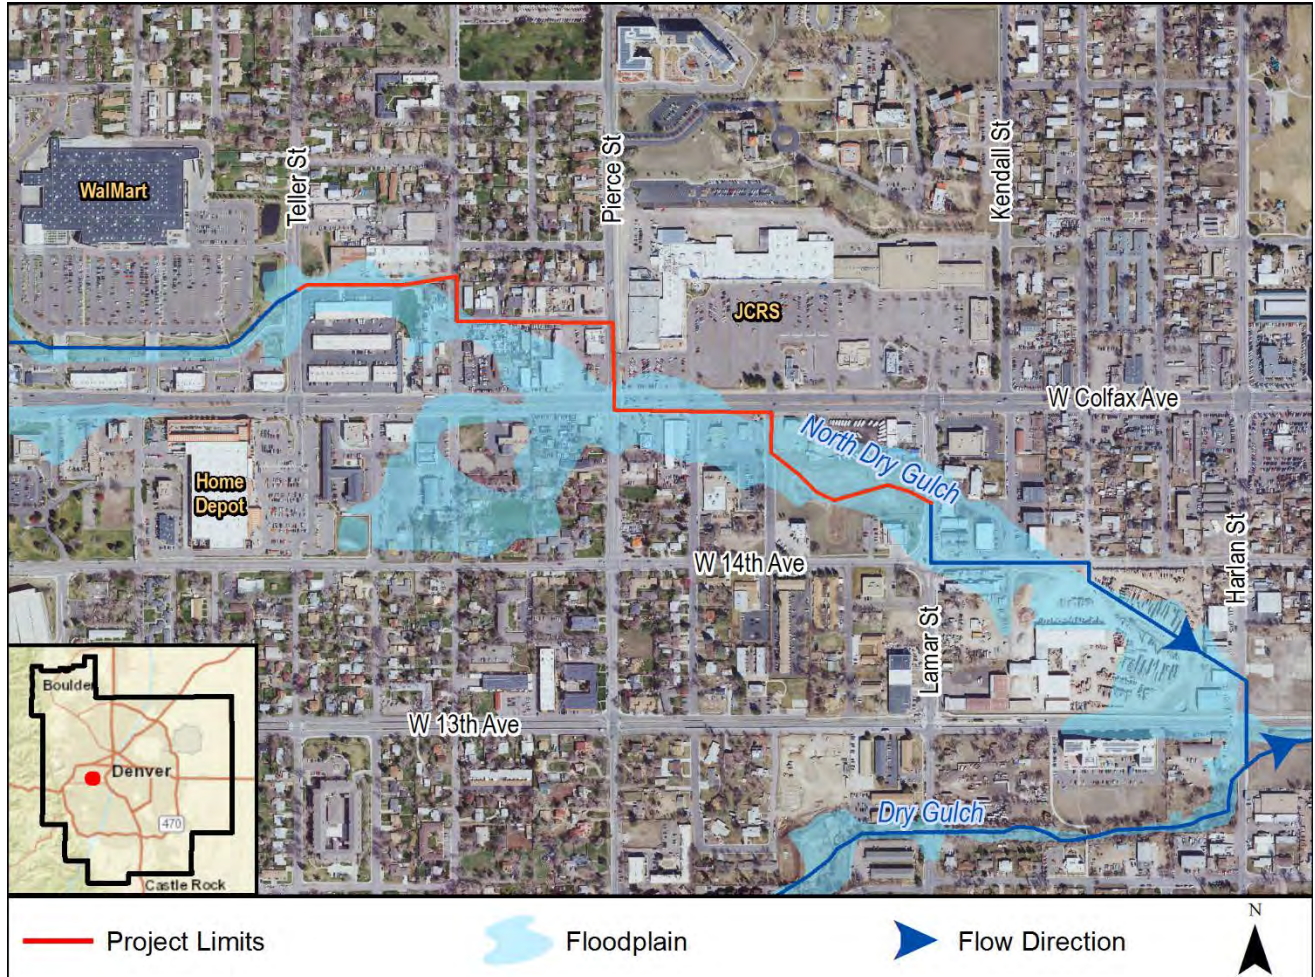 WalMart
Teller St
Pierce St
Kendall St
JCRS
W Colfax Ave
North Dry Gulch
Home
Depot
W 14th Ave
Harlan St
Lamar St
W 13th Ave
Dry Gulch
Boulder
Denver
470
Castle Rock
Project Limits
Floodplain
Flow Direction
N